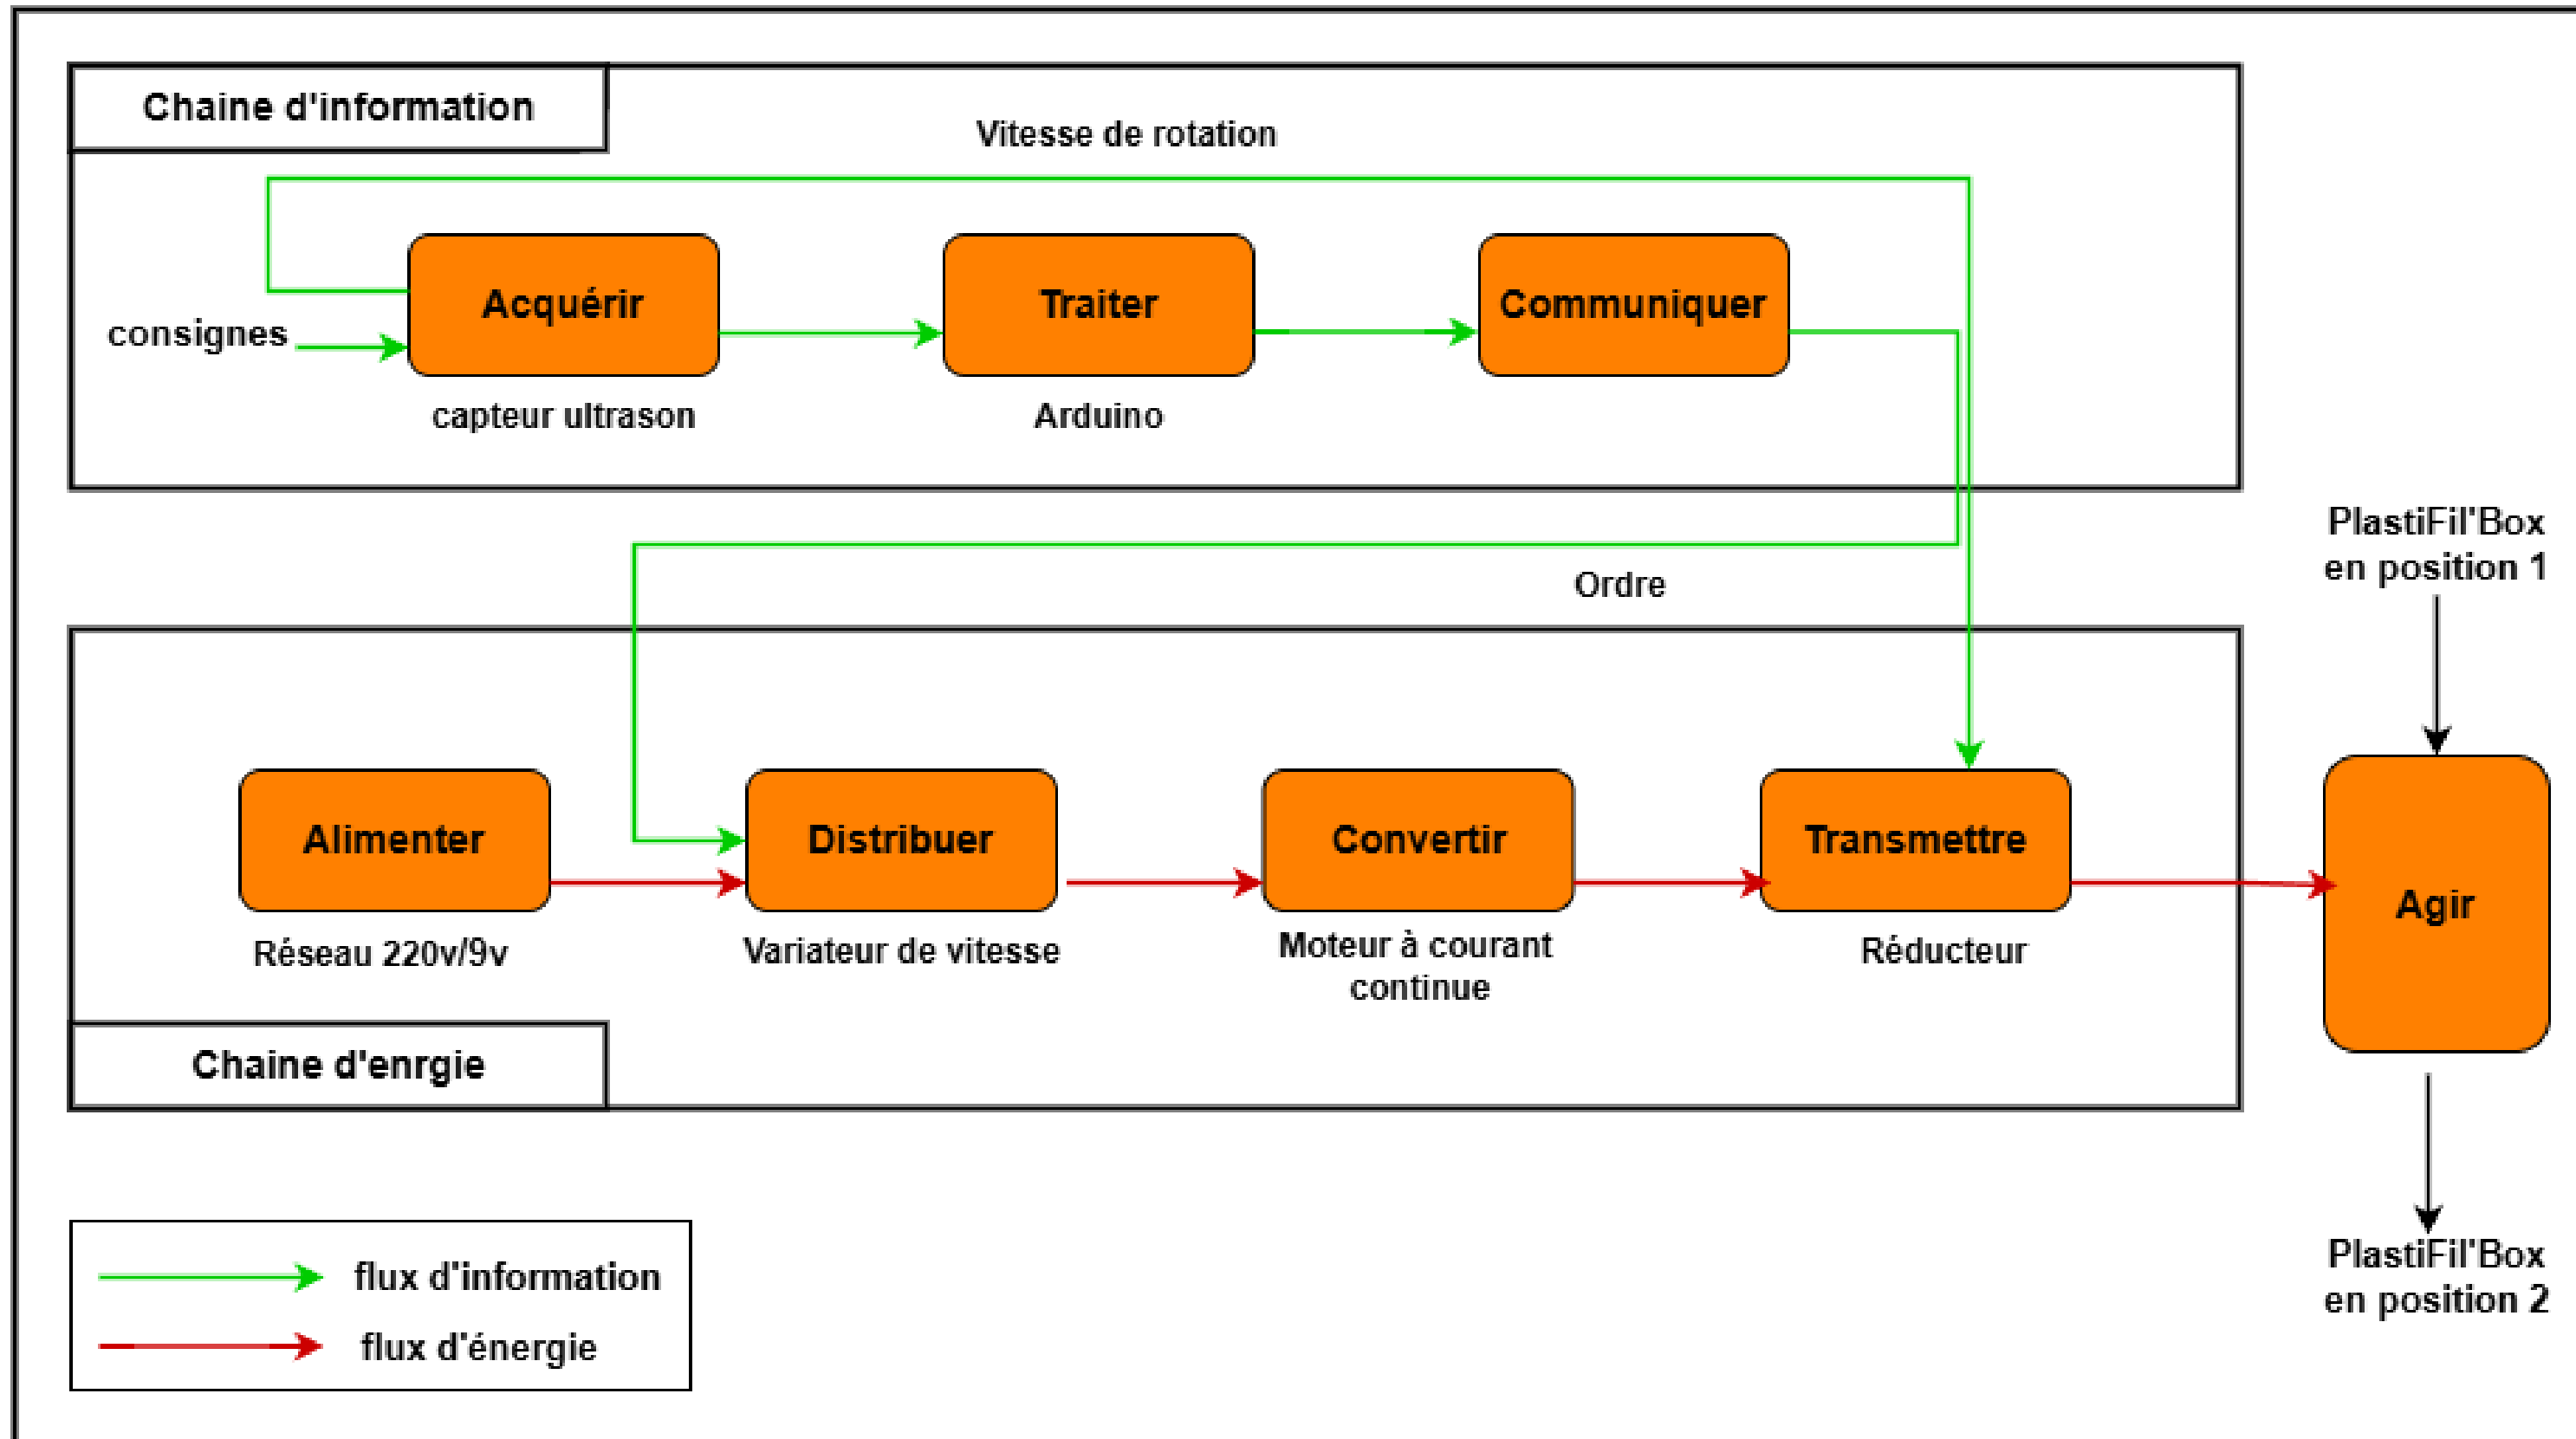 Chaine d'information
Vitesse de rotation
Acquérir
Traiter
Communiquer
consignes
capteur ultrason
Arduino
PlastiFil'Box
en position 1
Ordre
Alimenter
Distribuer
Convertir
Transmettre
Agir
Réseau 220v/9v
Variateur de vitesse
Moteur à courant
continue
Réducteur
Chaine d'enrgie
PlastiFil'Box
en position 2
flux d'information
flux d'énergie